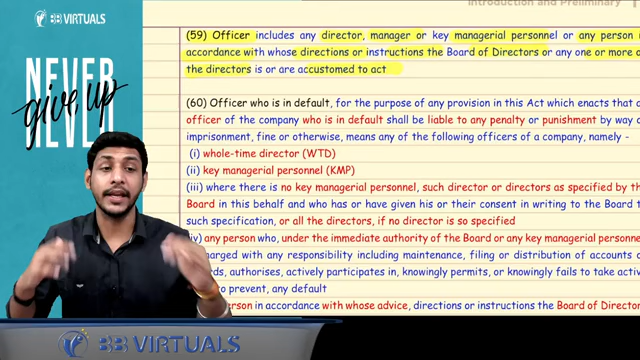 Introduction and Preliminary
BB VIRTUALS
NEVER
give up
NEVER
(59) Officer includes any director, manager or key managerial personnel or any person i
accordance with whose directions or instructions the Board of Directors or any one or more o
the directors is or are accustomed to act
(60) Officer who is in default, for the purpose of any provision in this Act which enacts that a
officer of the company who is in default shall be liable to any penalty or punishment by way o
imprisonment, fine or otherwise, means any of the following officers of a company, namely -
(i) whole-time director (WTD)
(ii) key managerial personnel (KMP)
(iii) where there is no key managerial personnel, such director or directors as specified by th
Board in this behalf and who has or have given his or their consent in writing to the Board t
such specification, or all the directors, if no director is so specified
iv) any person who, under the immediate authority of the Board or any key managerial personne
harged with any responsibility including maintenance, filing or distribution of accounts o
rds, authorises, actively participates in, knowingly permits, or knowingly fails to take activ
to prevent, any default
erson in accordance with whose advice, directions or instructions the Board of Director
BB VIRTUALS